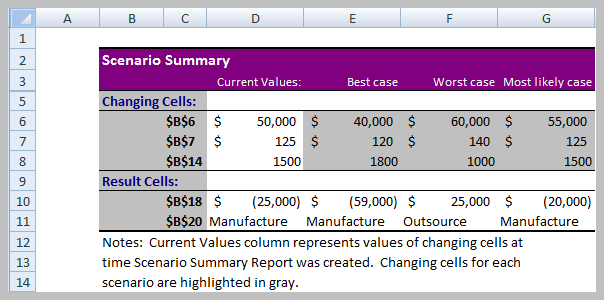 A B C D E F G
1
2 Scenario Summary
3 Current Values: Best case Worst case Most likely case
5 Changing Cells:
6 $B$6 $ 50,000 $ 40,000 $ 60,000 $ 55,000
7 $B$7 $ 125 $ 120 $ 140 $ 125
8 $B$14 1500 1800 1000 1500
9 Result Cells:
10 $B$18 $ (25,000) $ (59,000) $ 25,000 $ (20,000)
11 $B$20 Manufacture Manufacture Outsource Manufacture
12 Notes: Current Values column represents values of changing cells at
13 time Scenario Summary Report was created. Changing cells for each
14 scenario are highlighted in gray.